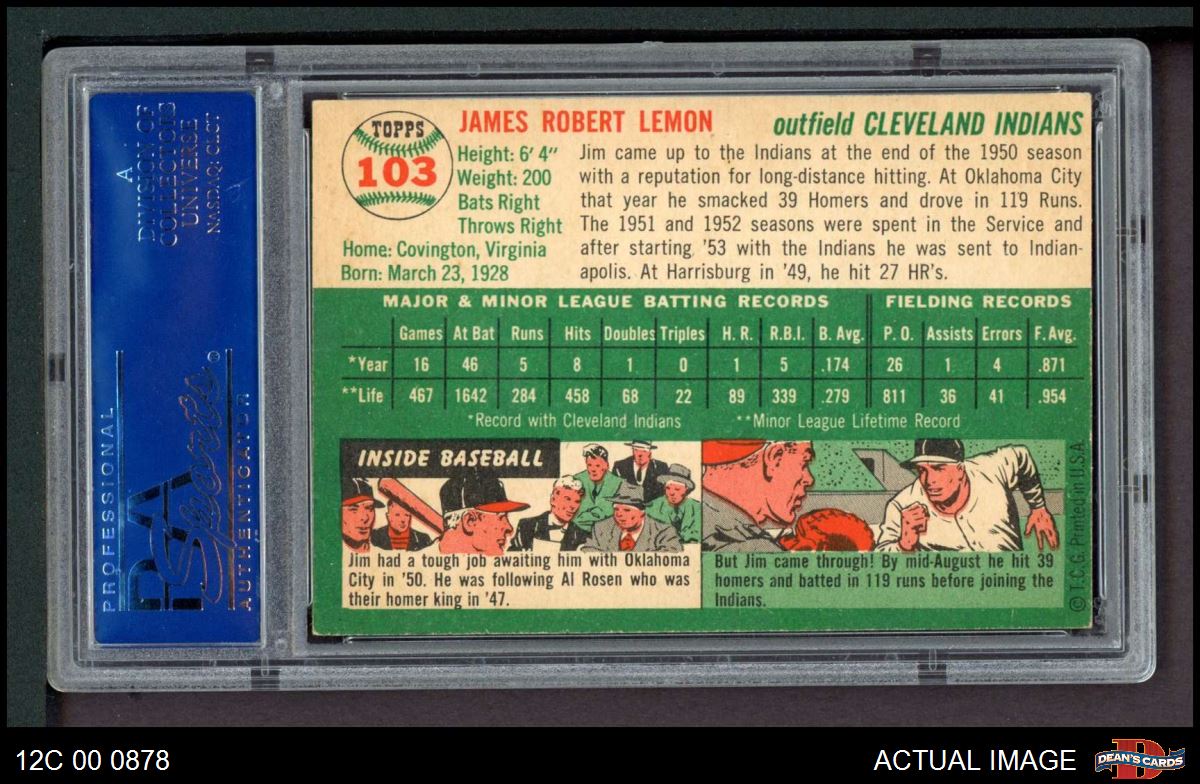 A
DIVISION OF
COLLECTORS
UNIVERSE
NASDAQ: CLCT
PROFESSIONAL
PSA
Sports®
AUTHENTICATOR
TOPPS
103
JAMES ROBERT LEMON
outfield CLEVELAND INDIANS
Height: 6' 4"
Weight: 200
Bats Right
Throws Right
Home: Covington, Virginia
Born: March 23, 1928
Jim came up to the Indians at the end of the 1950 season
with a reputation for long-distance hitting. At Oklahoma City
that year he smacked 39 Homers and drove in 119 Runs.
The 1951 and 1952 seasons were spent in the Service and
after starting '53 with the Indians he was sent to Indian-
apolis. At Harrisburg in '49, he hit 27 HR's.
MAJOR & MINOR LEAGUE BATTING RECORDS FIELDING RECORDS
Games At Bat Runs Hits Doubles Triples H. R. R.B.I. B. Avg. P. O. Assists Errors F. Avg.
*Year 16 46 5 8 1 0 1 5 .174 26 1 4 .871
**Life 467 1642 284 458 68 22 89 339 .279 811 36 41 .954
*Record with Cleveland Indians **Minor League Lifetime Record
INSIDE BASEBALL
Jim had a tough job awaiting him with Oklahoma
City in '50. He was following Al Rosen who was
their homer king in '47.
But Jim came through! By mid-August he hit 39
homers and batted in 119 runs before joining the
Indians.
© T.C.G. Printed in U.S.A.
12C 00 0878
ACTUAL IMAGE
D
DEAN'S CARDS